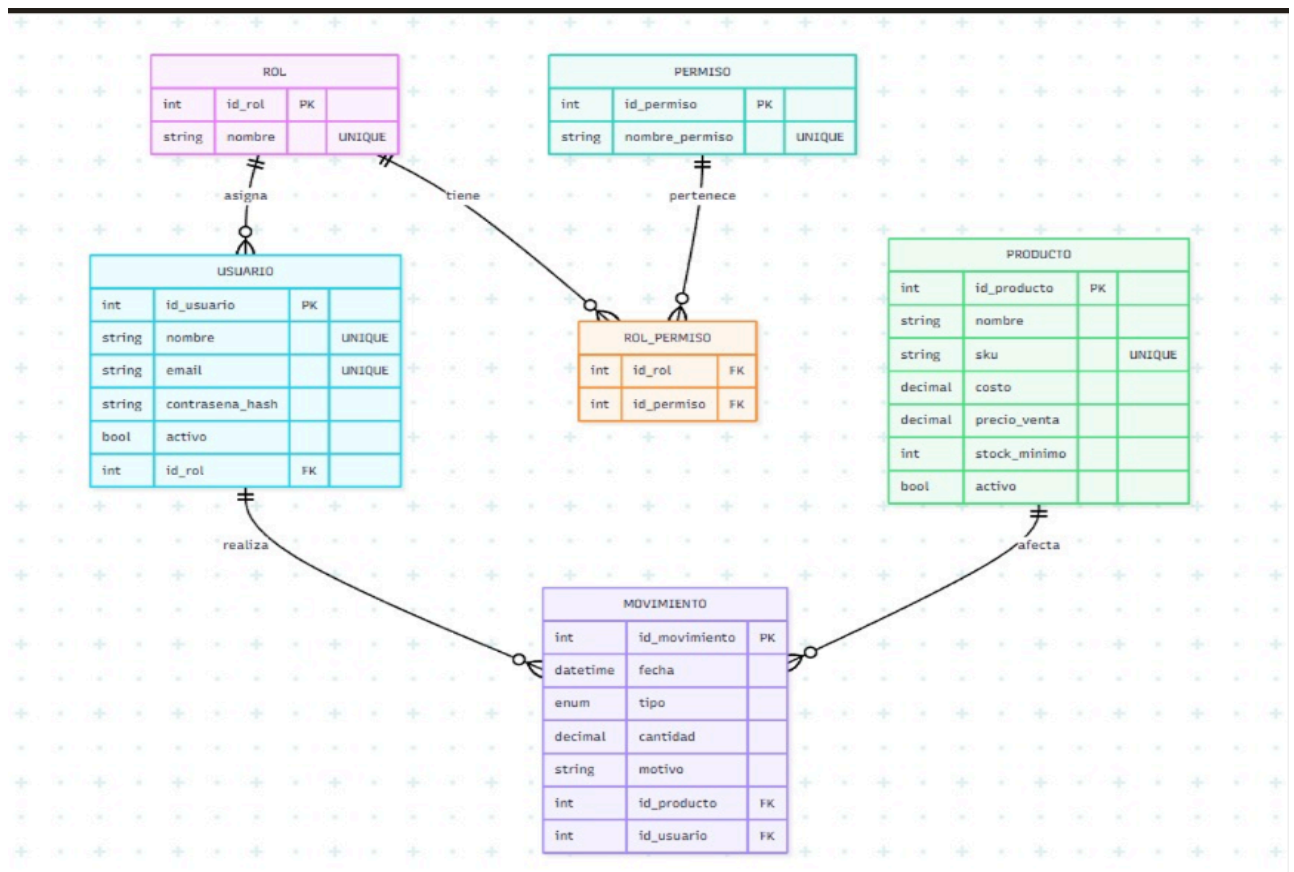 ROL
int id_rol PK
string nombre UNIQUE
PERMISO
int id_permiso PK
string nombre_permiso UNIQUE
asigna
tiene
pertenece
USUARIO
int id_usuario PK
string nombre UNIQUE
string email UNIQUE
string contrasena_hash
bool activo
int id_rol FK
ROL_PERMISO
int id_rol FK
int id_permiso FK
PRODUCTO
int id_producto PK
string nombre
string sku UNIQUE
decimal costo
decimal precio_venta
int stock_minimo
bool activo
realiza
afecta
MOVIMIENTO
int id_movimiento PK
datetime fecha
enum tipo
decimal cantidad
string motivo
int id_producto FK
int id_usuario FK